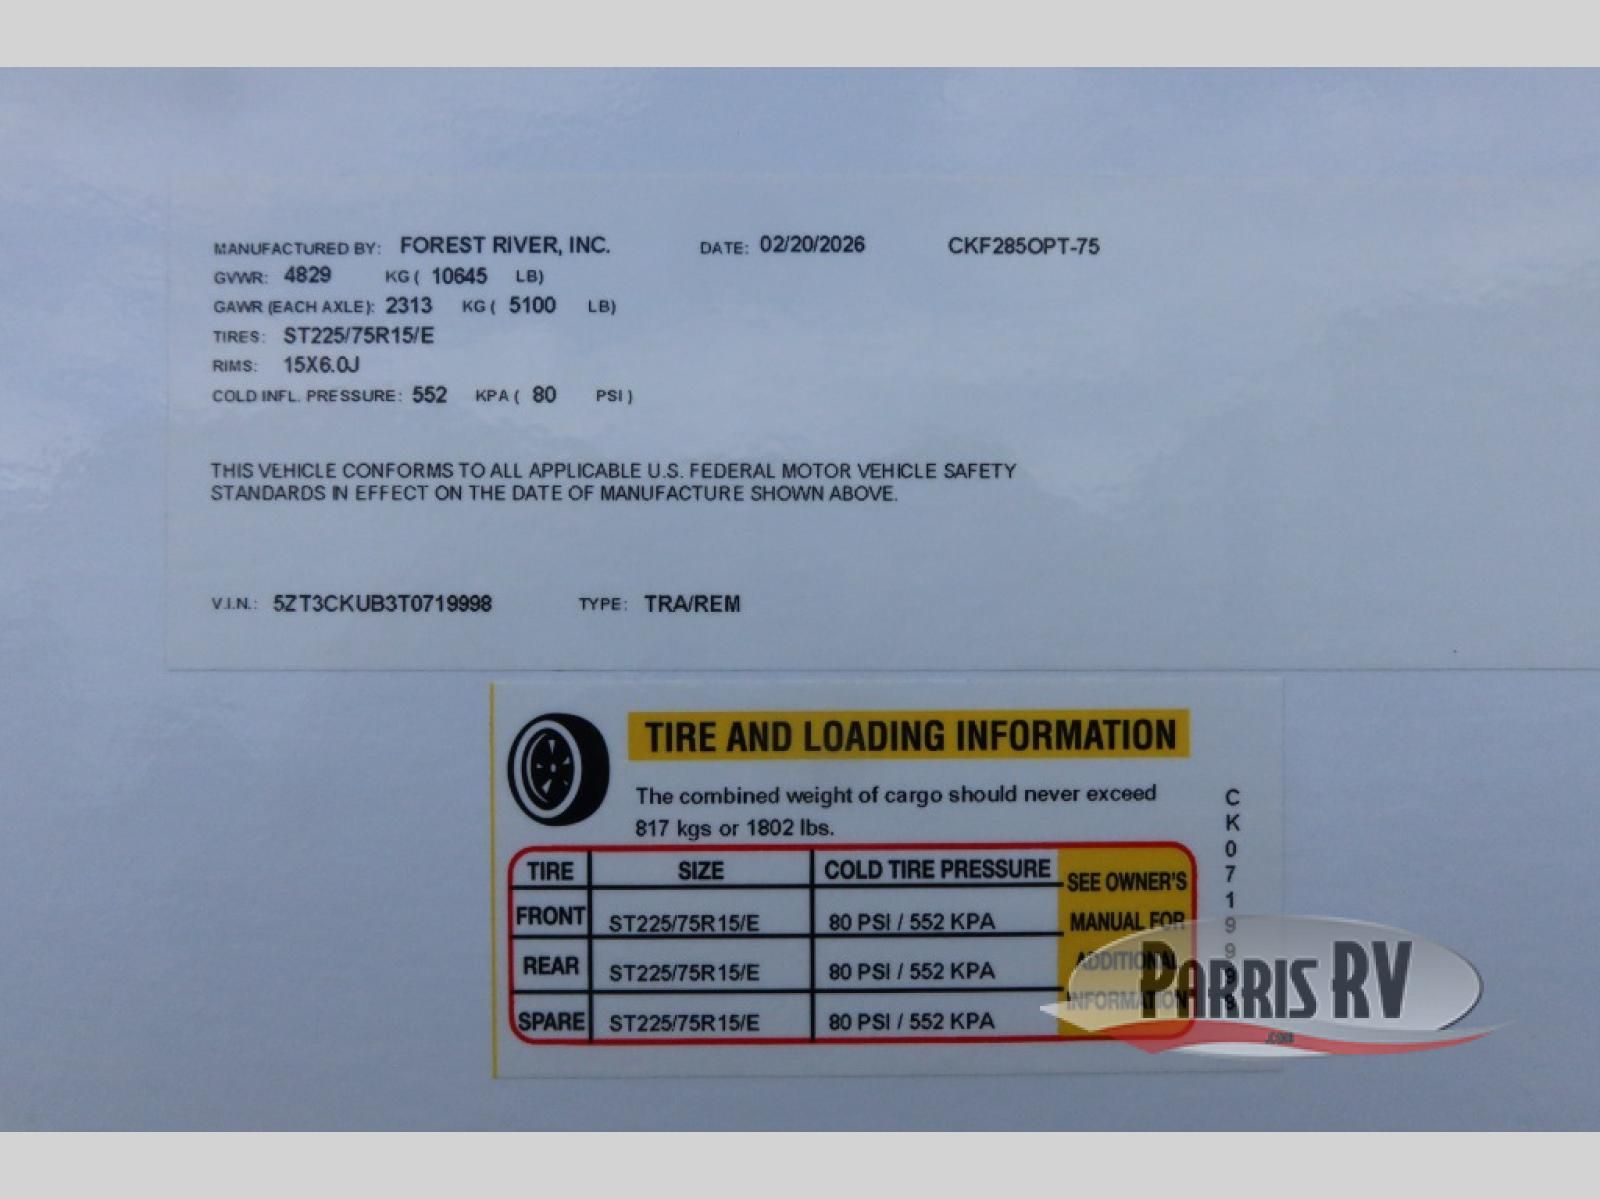 MANUFACTURED BY: FOREST RIVER, INC. DATE: 02/20/2026 CKF285OPT-75
GVWR: 4829 KG ( 10645 LB)
GAWR (EACH AXLE): 2313 KG ( 5100 LB)
TIRES: ST225/75R15/E
RIMS: 15X6.0J
COLD INFL. PRESSURE: 552 KPA ( 80 PSI )
THIS VEHICLE CONFORMS TO ALL APPLICABLE U.S. FEDERAL MOTOR VEHICLE SAFETY
STANDARDS IN EFFECT ON THE DATE OF MANUFACTURE SHOWN ABOVE.
V.I.N.: 5ZT3CKUB3T0719998 TYPE: TRA/REM
TIRE AND LOADING INFORMATION
The combined weight of cargo should never exceed
817 kgs or 1802 lbs.
TIRE SIZE COLD TIRE PRESSURE
FRONT ST225/75R15/E 80 PSI / 552 KPA
REAR ST225/75R15/E 80 PSI / 552 KPA
SPARE ST225/75R15/E 80 PSI / 552 KPA
SEE OWNER'S
MANUAL FOR
ADDITIONAL
INFORMATION
CK0719998
PARRIS RV
.COM